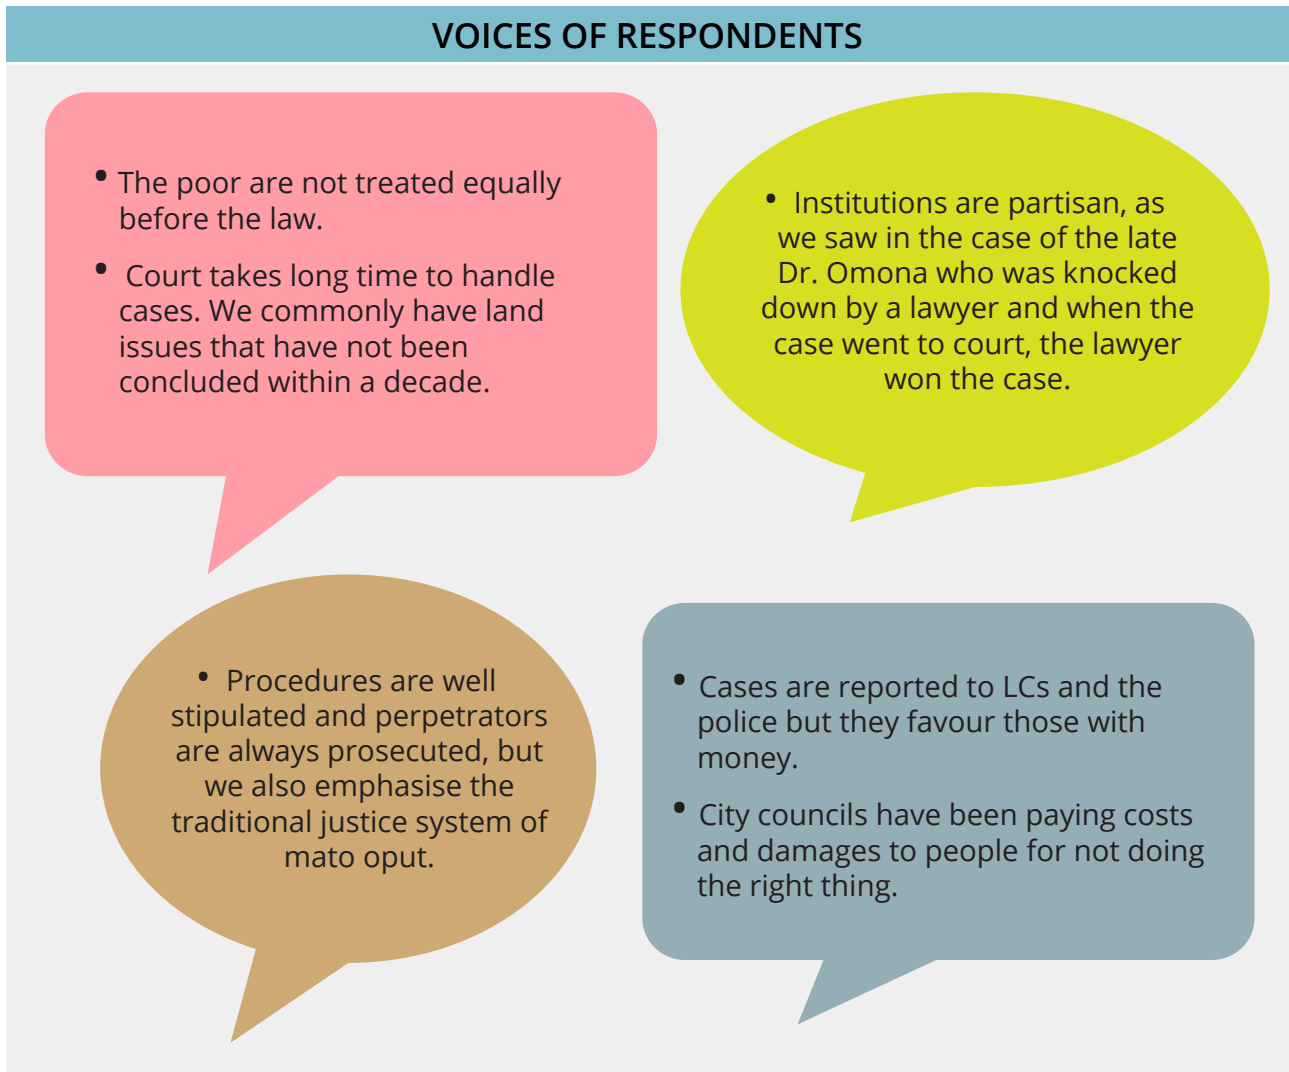 VOICES OF RESPONDENTS
• The poor are not treated equally
before the law.
• Court takes long time to handle
cases. We commonly have land
issues that have not been
concluded within a decade.
• Institutions are partisan, as
we saw in the case of the late
Dr. Omona who was knocked
down by a lawyer and when the
case went to court, the lawyer
won the case.
• Procedures are well
stipulated and perpetrators
are always prosecuted, but
we also emphasise the
traditional justice system of
mato oput.
• Cases are reported to LCs and the
police but they favour those with
money.
• City councils have been paying costs
and damages to people for not doing
the right thing.